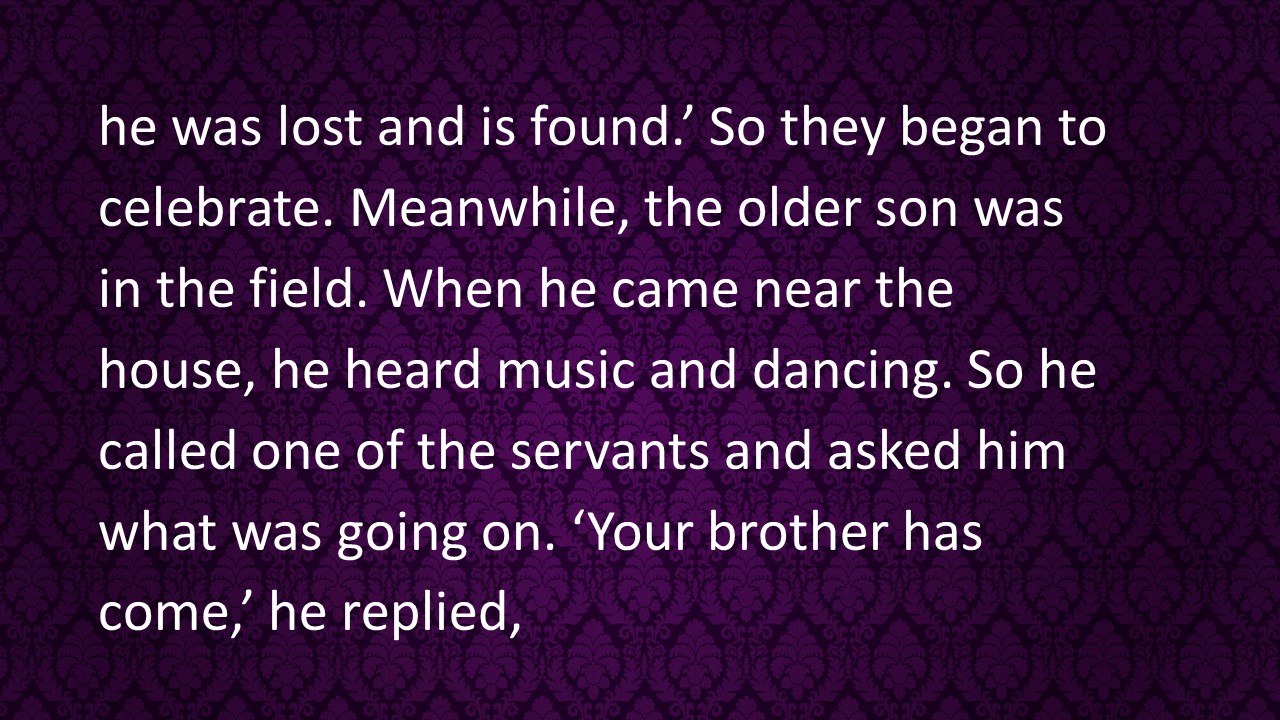 he was lost and is found.’ So they began to
celebrate. Meanwhile, the older son was
in the field. When he came near the
house, he heard music and dancing. So he
called one of the servants and asked him
what was going on. ‘Your brother has
come,’ he replied,